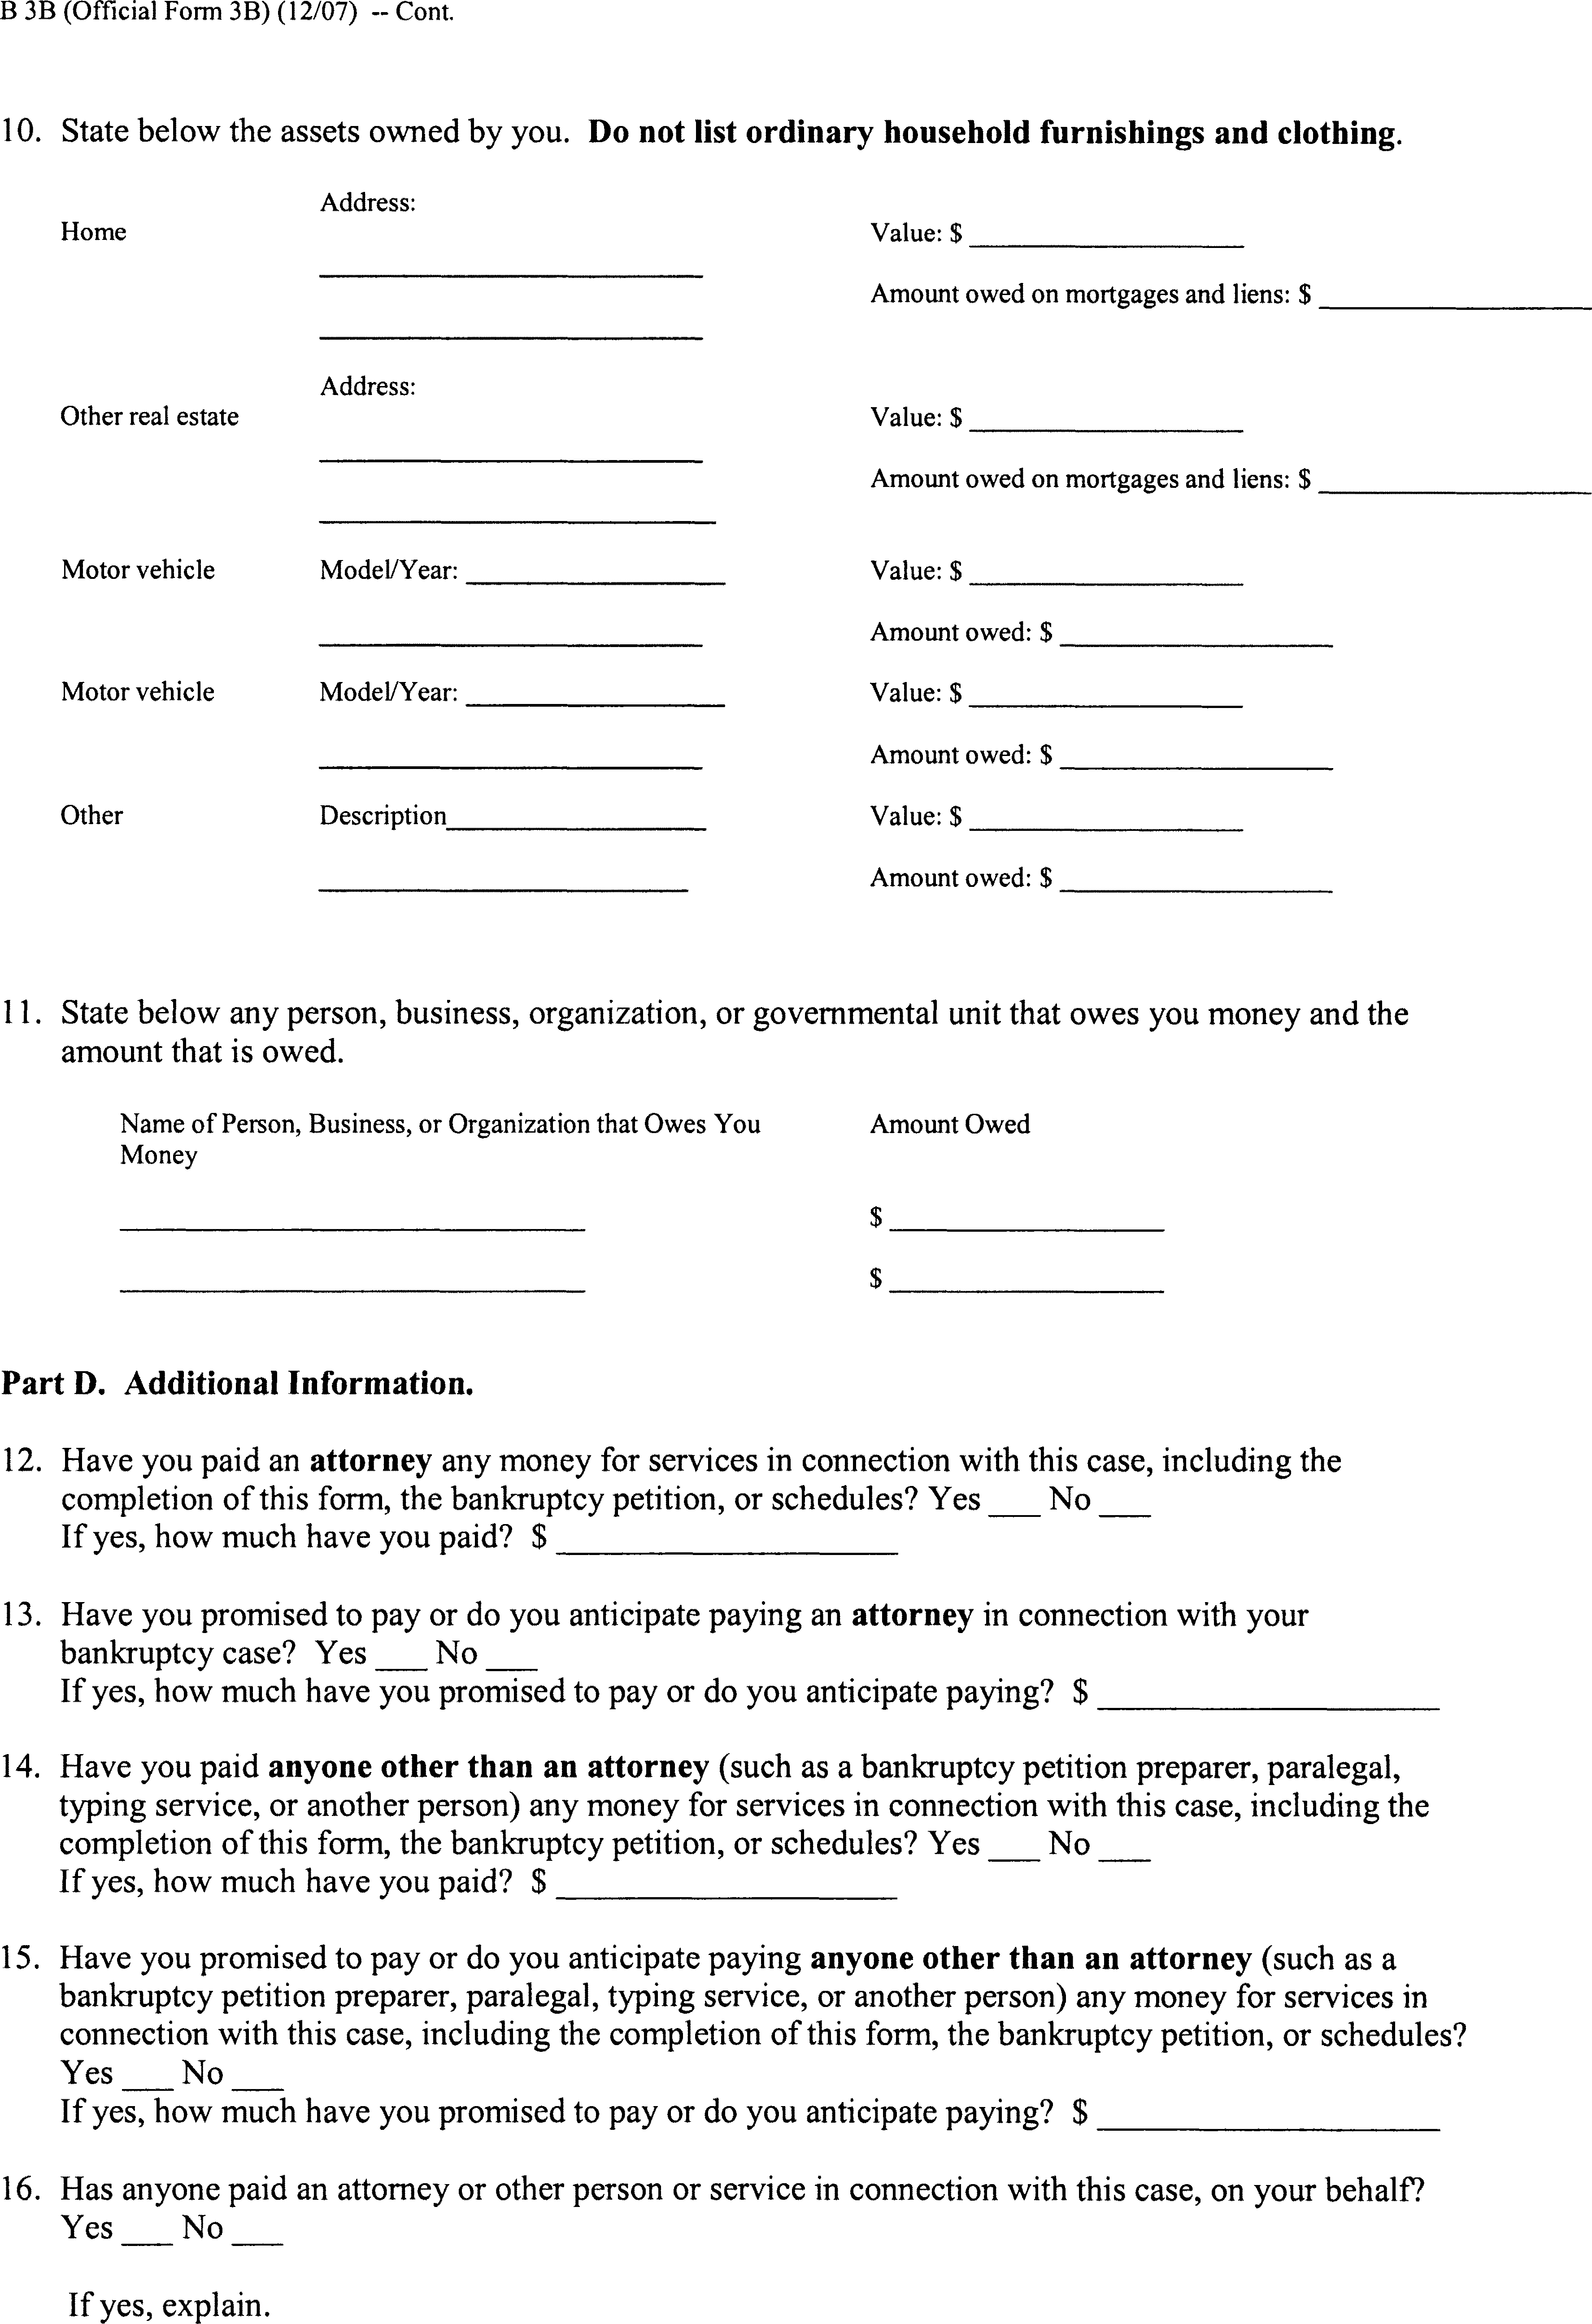 B 3B (Official Form 3B) (12/07) -- Cont.
10. State below the assets owned by you. Do not list ordinary household furnishings and clothing.
Address:
Home Value: $ ____________
Amount owed on mortgages and liens: $ ____________
Address:
Other real estate Value: $ ____________
Amount owed on mortgages and liens: $ ____________
Motor vehicle Model/Year: ____________ Value: $ ____________
Amount owed: $ ____________
Motor vehicle Model/Year: ____________ Value: $ ____________
Amount owed: $ ____________
Other Description____________ Value: $ ____________
Amount owed: $ ____________
11. State below any person, business, organization, or governmental unit that owes you money and the
amount that is owed.
Name of Person, Business, or Organization that Owes You Amount Owed
Money
____________ $ ____________
____________ $ ____________
Part D. Additional Information.
12. Have you paid an attorney any money for services in connection with this case, including the
completion of this form, the bankruptcy petition, or schedules? Yes ___ No ___
If yes, how much have you paid? $ ____________
13. Have you promised to pay or do you anticipate paying an attorney in connection with your
bankruptcy case? Yes ___ No ___
If yes, how much have you promised to pay or do you anticipate paying? $ ____________
14. Have you paid anyone other than an attorney (such as a bankruptcy petition preparer, paralegal,
typing service, or another person) any money for services in connection with this case, including the
completion of this form, the bankruptcy petition, or schedules? Yes ___ No ___
If yes, how much have you paid? $ ____________
15. Have you promised to pay or do you anticipate paying anyone other than an attorney (such as a
bankruptcy petition preparer, paralegal, typing service, or another person) any money for services in
connection with this case, including the completion of this form, the bankruptcy petition, or schedules?
Yes ___ No ___
If yes, how much have you promised to pay or do you anticipate paying? $ ____________
16. Has anyone paid an attorney or other person or service in connection with this case, on your behalf?
Yes ___ No ___
If yes, explain.